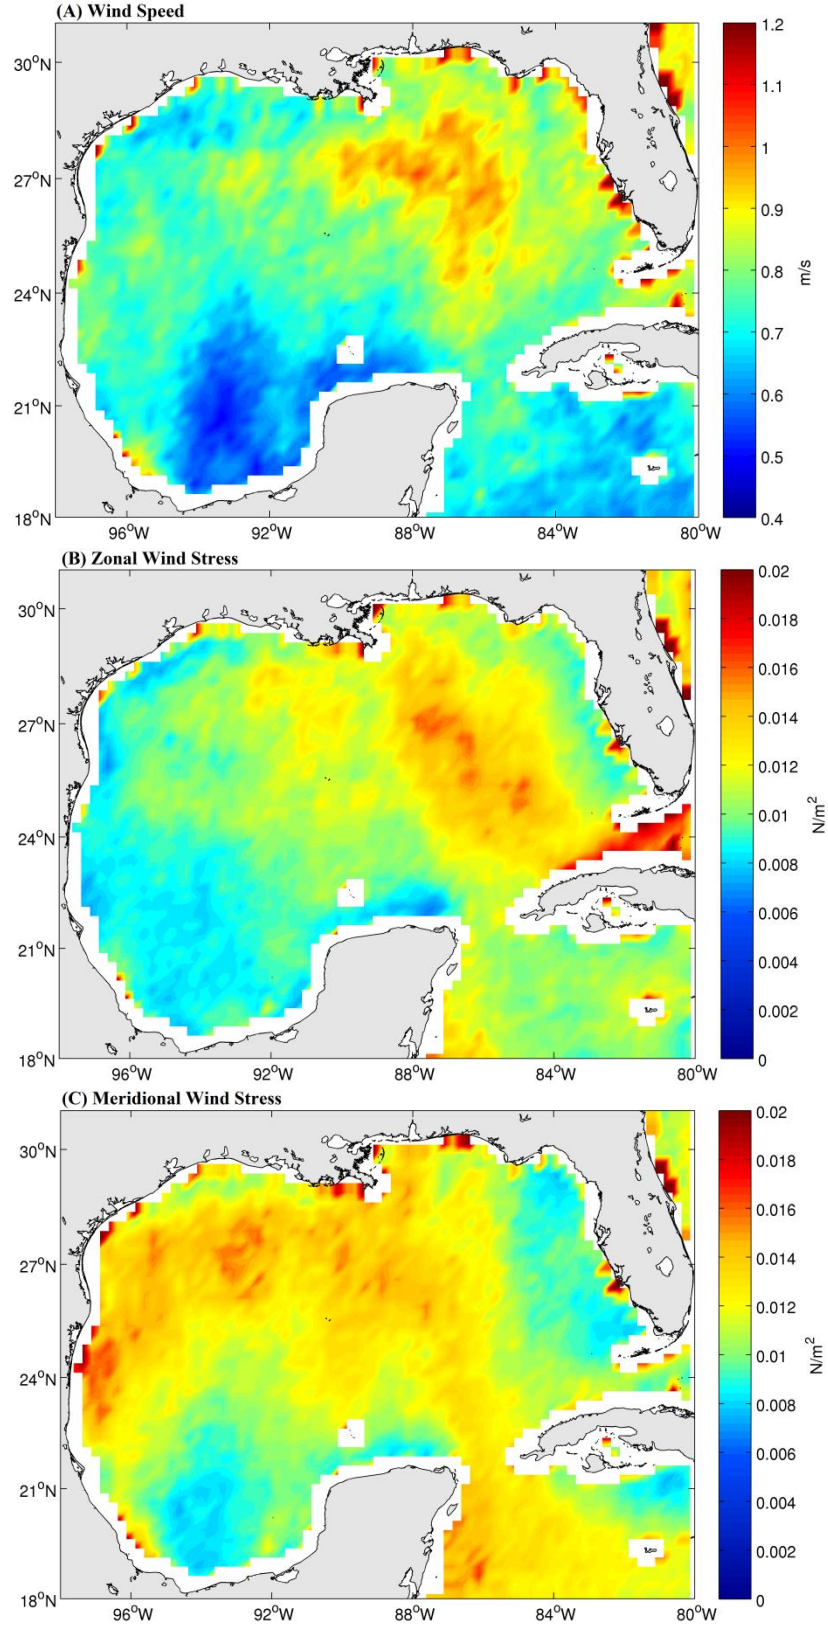 (A) Wind Speed
30°N
27°N
24°N
21°N
18°N
96°W 92°W 88°W 84°W 80°W
1.2
1.1
1
0.9
0.8
0.7
0.6
0.5
0.4
m/s
(B) Zonal Wind Stress
30°N
27°N
24°N
21°N
18°N
96°W 92°W 88°W 84°W 80°W
0.02
0.018
0.016
0.014
0.012
0.01
0.008
0.006
0.004
0.002
0
N/m²
(C) Meridional Wind Stress
30°N
27°N
24°N
21°N
18°N
96°W 92°W 88°W 84°W 80°W
0.02
0.018
0.016
0.014
0.012
0.01
0.008
0.006
0.004
0.002
0
N/m²